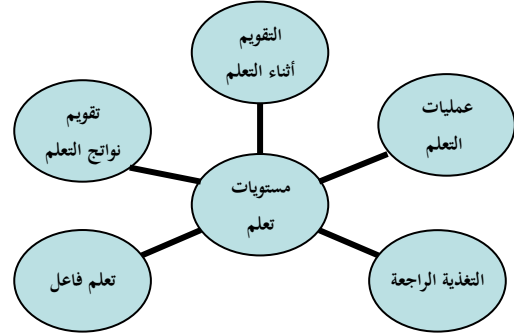 التقويم
أثناء التعلم
عمليات
التعلم
تقويم
نواتج التعلم
مستويات
تعلم
التغذية الراجعة
تعلم فاعل